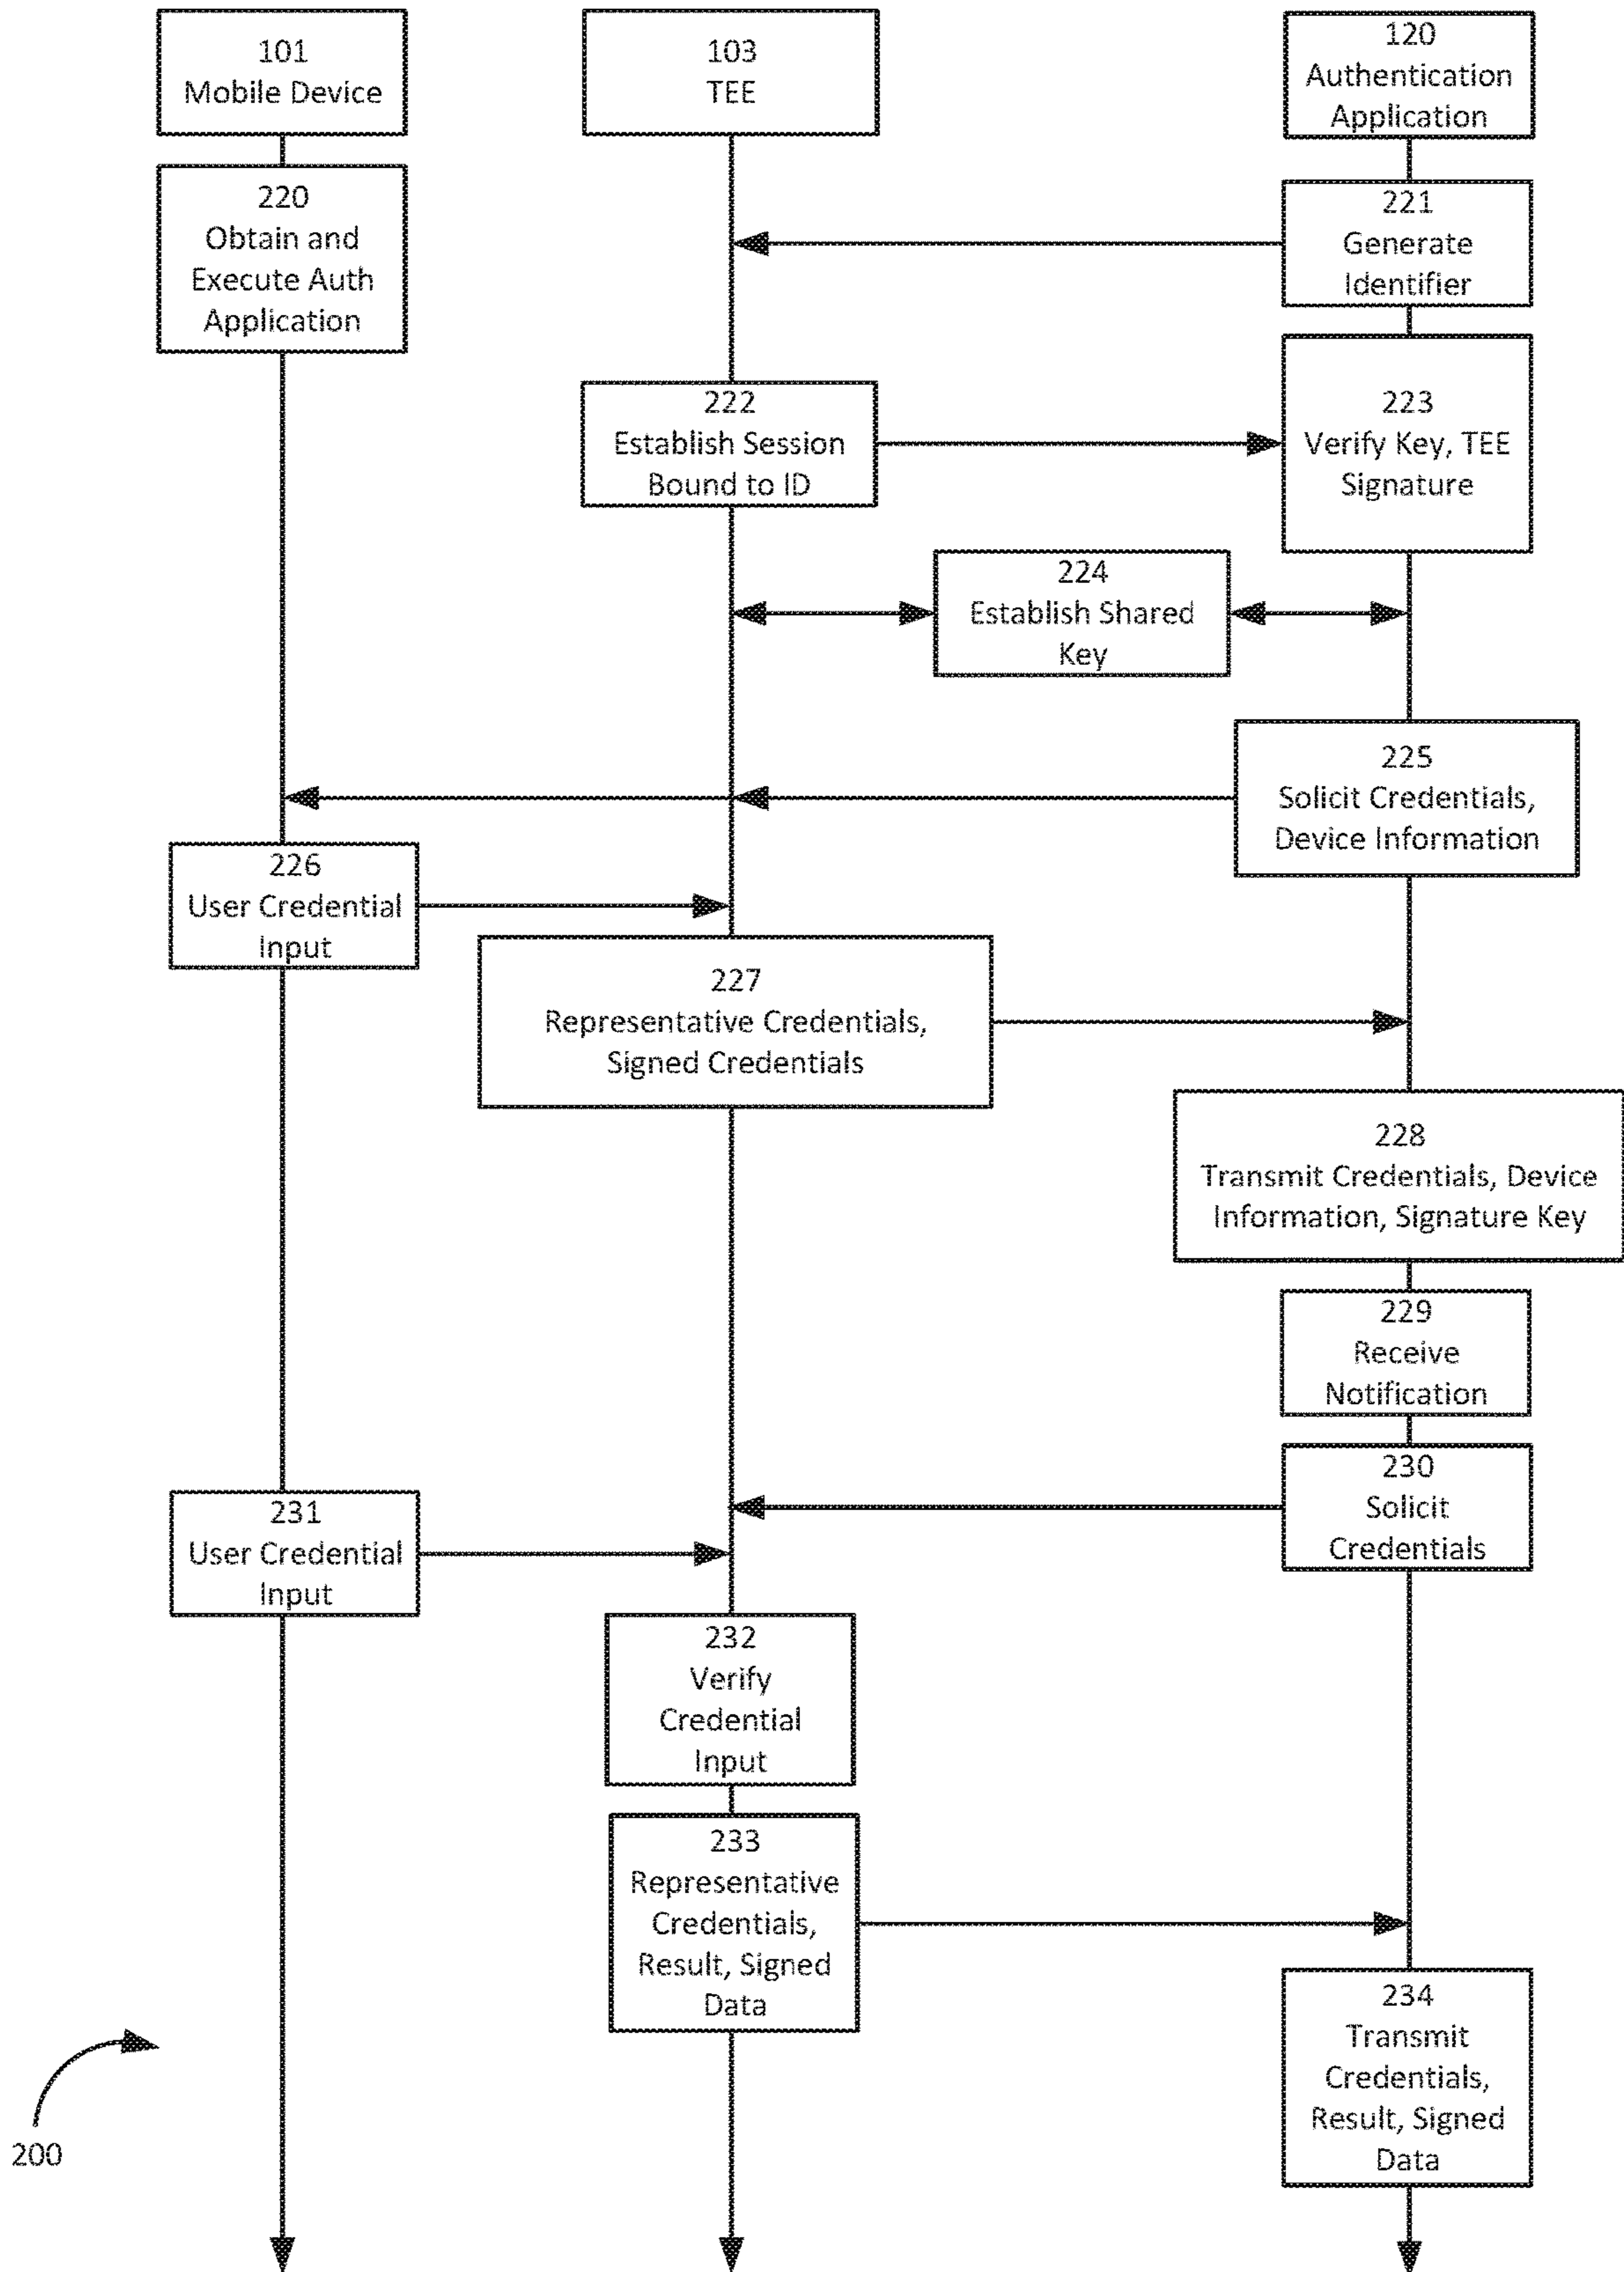 101
Mobile Device
103
TEE
120
Authentication
Application
220
Obtain and
Execute Auth
Application
221
Generate
Identifier
222
Establish Session
Bound to ID
223
Verify Key, TEE
Signature
224
Establish Shared
Key
225
Solicit Credentials,
Device Information
226
User Credential
Input
227
Representative Credentials,
Signed Credentials
228
Transmit Credentials, Device
Information, Signature Key
229
Receive
Notification
230
Solicit
Credentials
231
User Credential
Input
232
Verify
Credential
Input
233
Representative
Credentials,
Result, Signed
Data
234
Transmit
Credentials,
Result, Signed
Data
200